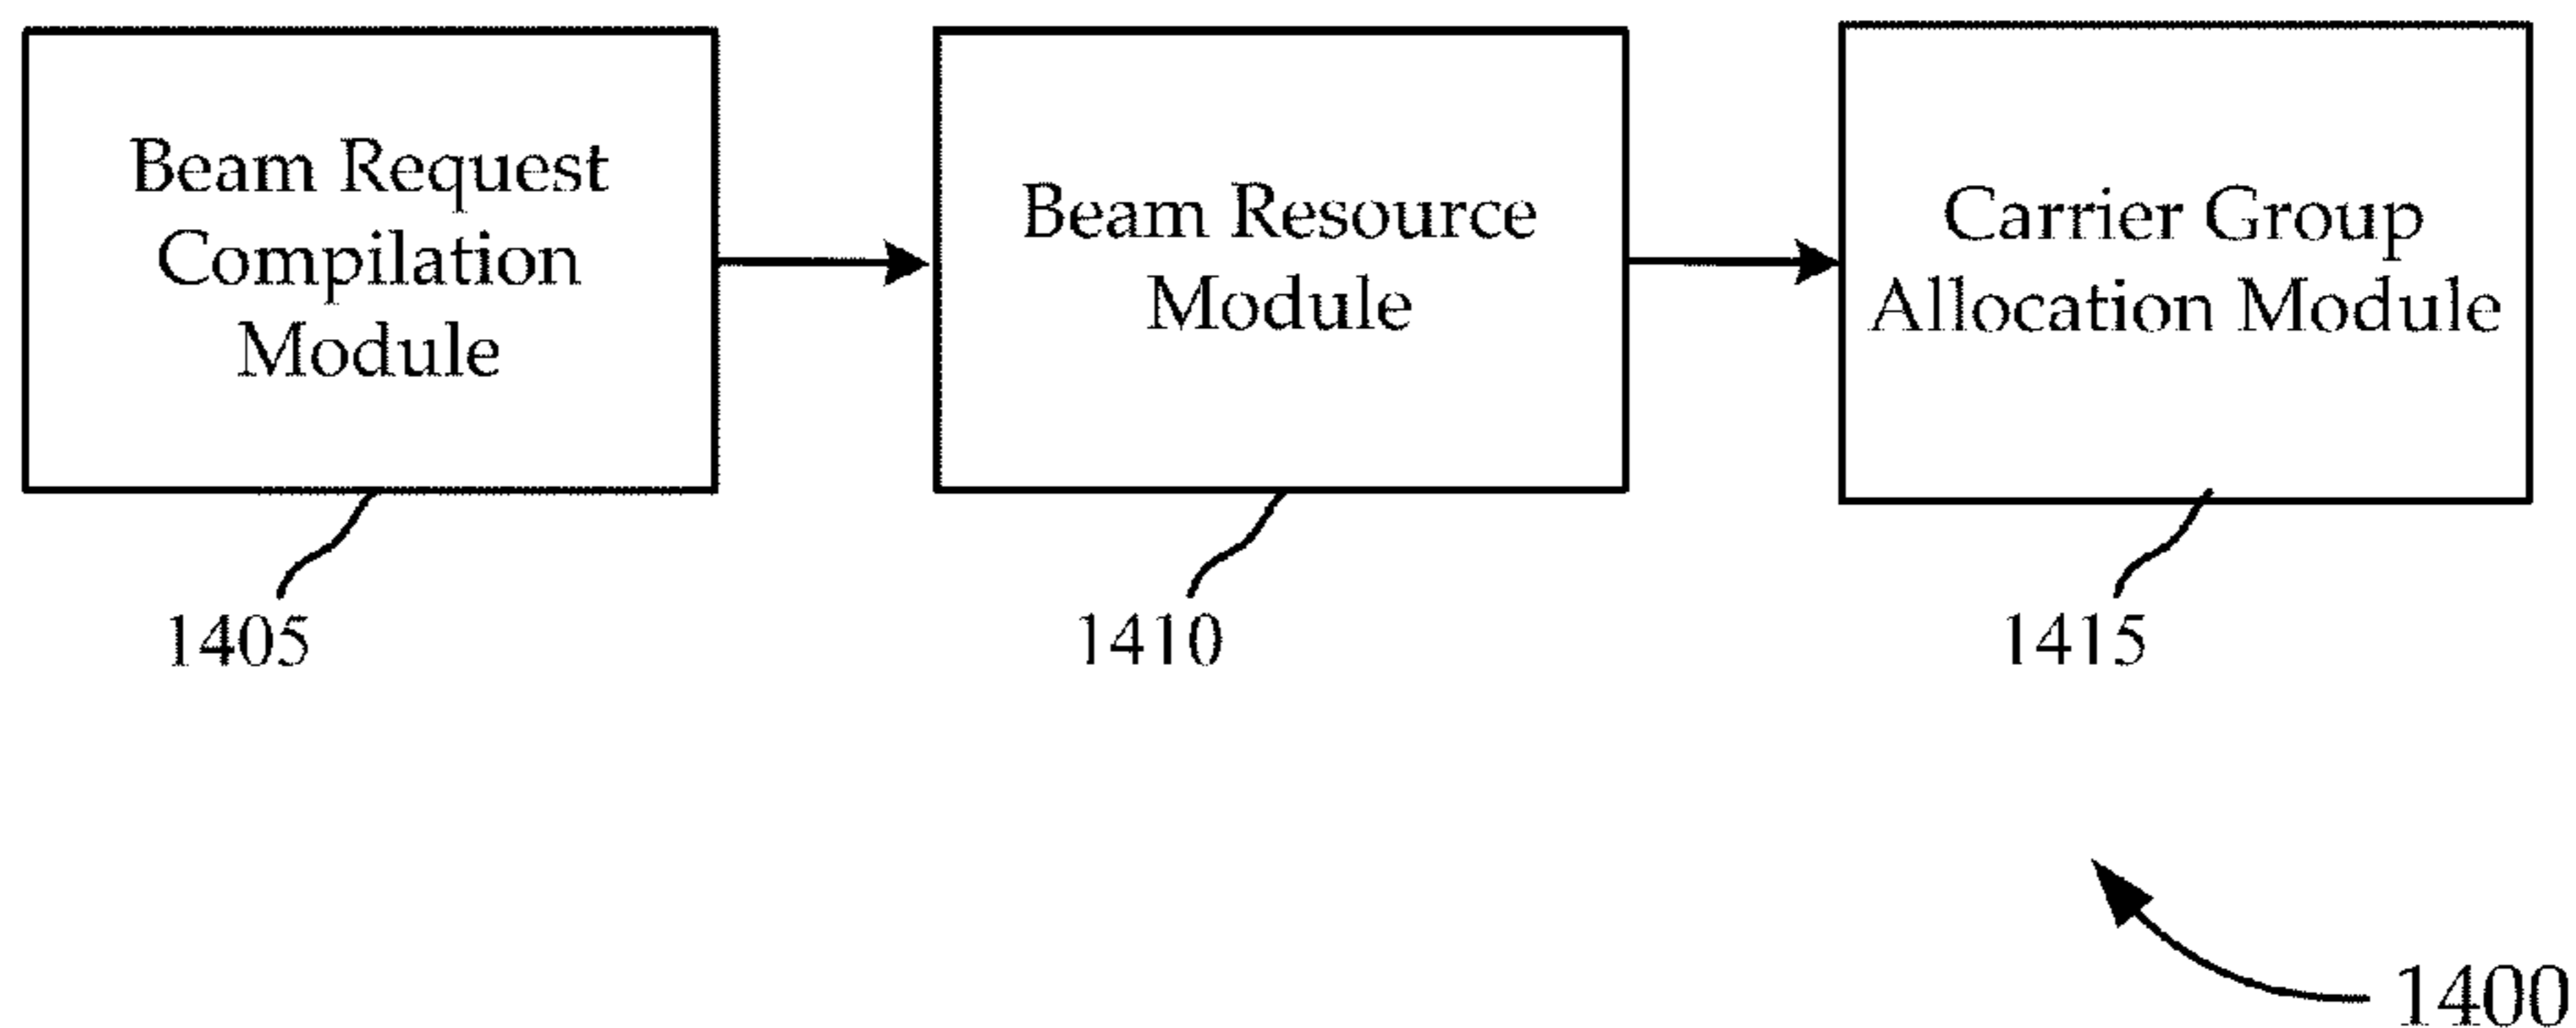 Beam Request
Compilation
Module
Beam Resource
Module
Carrier Group
Allocation Module
1405
1410
1415
1400